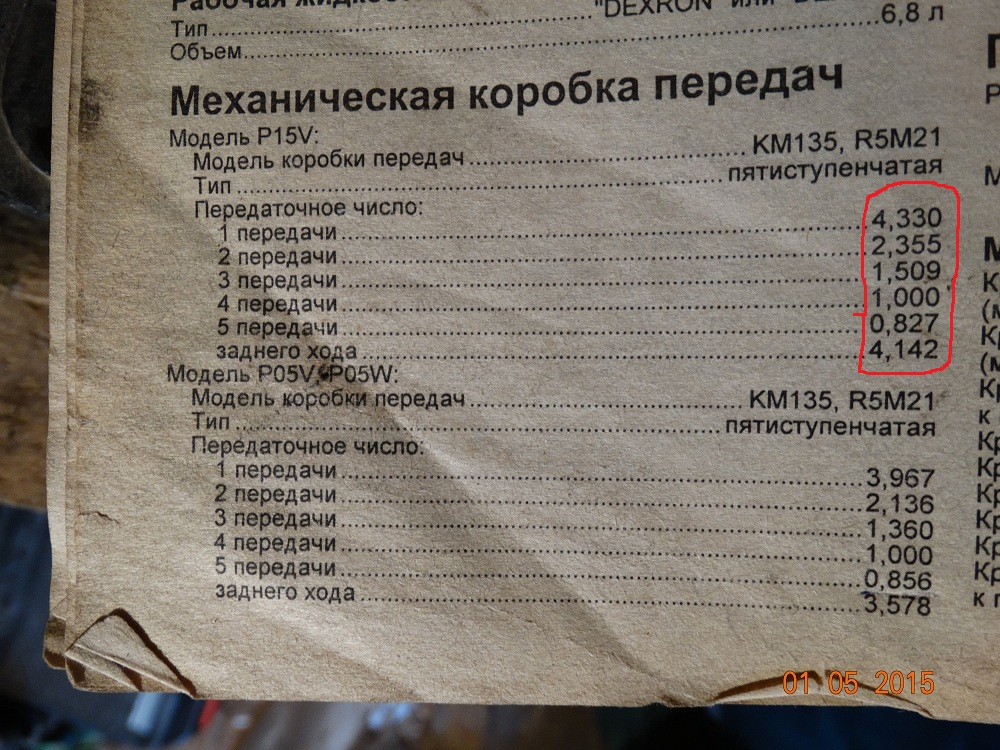 Рабочая
Тип.........."DEXRON" или
Объем..........6,8 л
Механическая коробка передач
Модель P15V:
Модель коробки передач..........KM135, R5M21
Тип..........пятиступенчатая
Передаточное число:
1 передачи..........4,330
2 передачи..........2,355
3 передачи..........1,509
4 передачи..........1,000
5 передачи..........0,827
заднего хода..........4,142
Модель P05V, P05W:
Модель коробки передач..........KM135, R5M21
Тип..........пятиступенчатая
Передаточное число:
1 передачи..........3,967
2 передачи..........2,136
3 передачи..........1,360
4 передачи..........1,000
5 передачи..........0,856
заднего хода..........3,578
01 05 2015